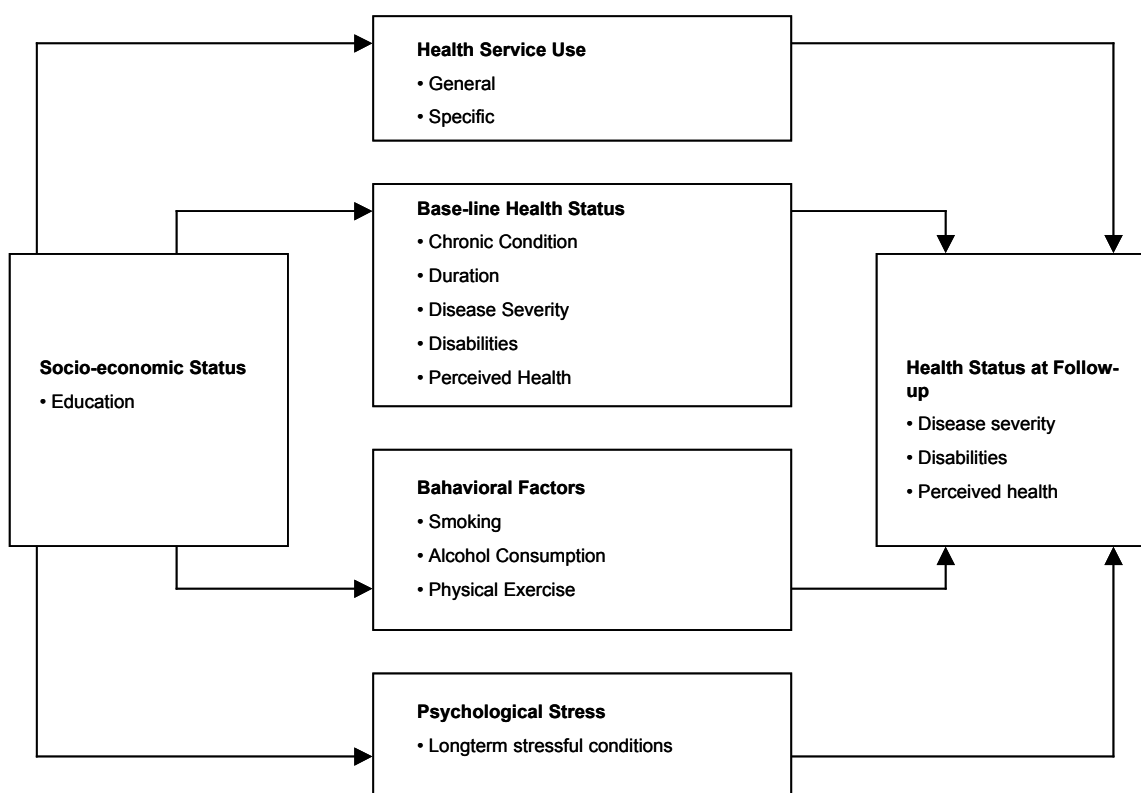 Health Service Use
• General
• Specific
Base-line Health Status
• Chronic Condition
• Duration
• Disease Severity
• Disabilities
• Perceived Health
Socio-economic Status
• Education
Health Status at Follow-
up
• Disease severity
• Disabilities
• Perceived health
Bahavioral Factors
• Smoking
• Alcohol Consumption
• Physical Exercise
Psychological Stress
• Longterm stressful conditions